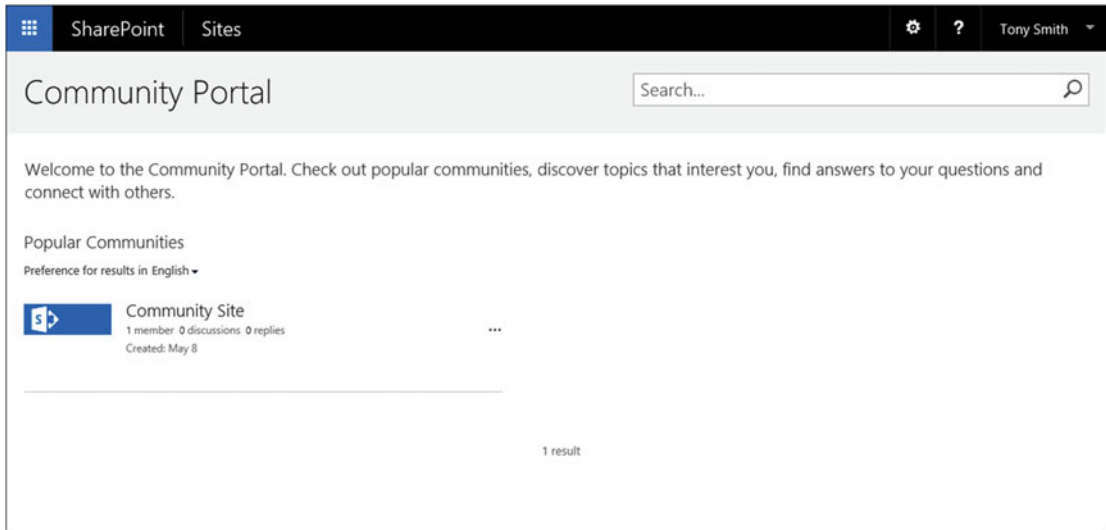 SharePoint Sites ? Tony Smith
Community Portal
Search...
Welcome to the Community Portal. Check out popular communities, discover topics that interest you, find answers to your questions and
connect with others.
Popular Communities
Preference for results in English
S
Community Site
1 member 0 discussions 0 replies
...
Created: May 8
1 result